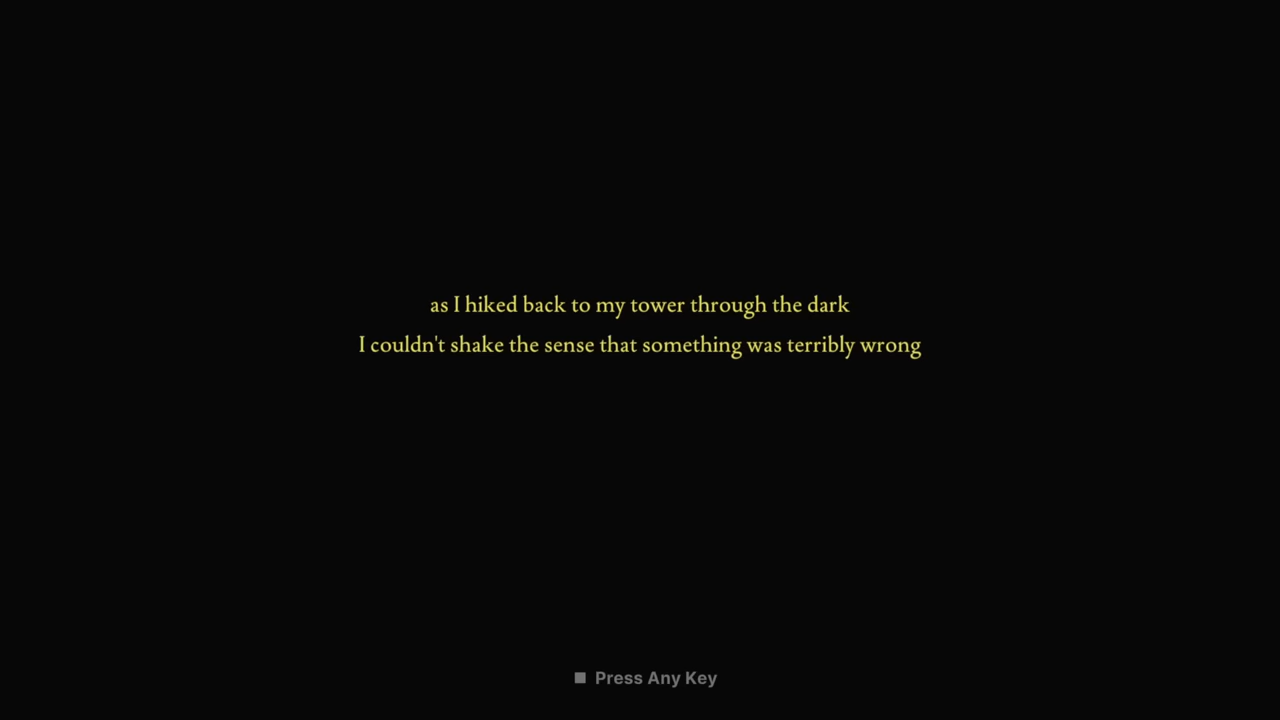 as I hiked back to my tower through the dark
I couldn't shake the sense that something was terribly wrong
Press Any Key